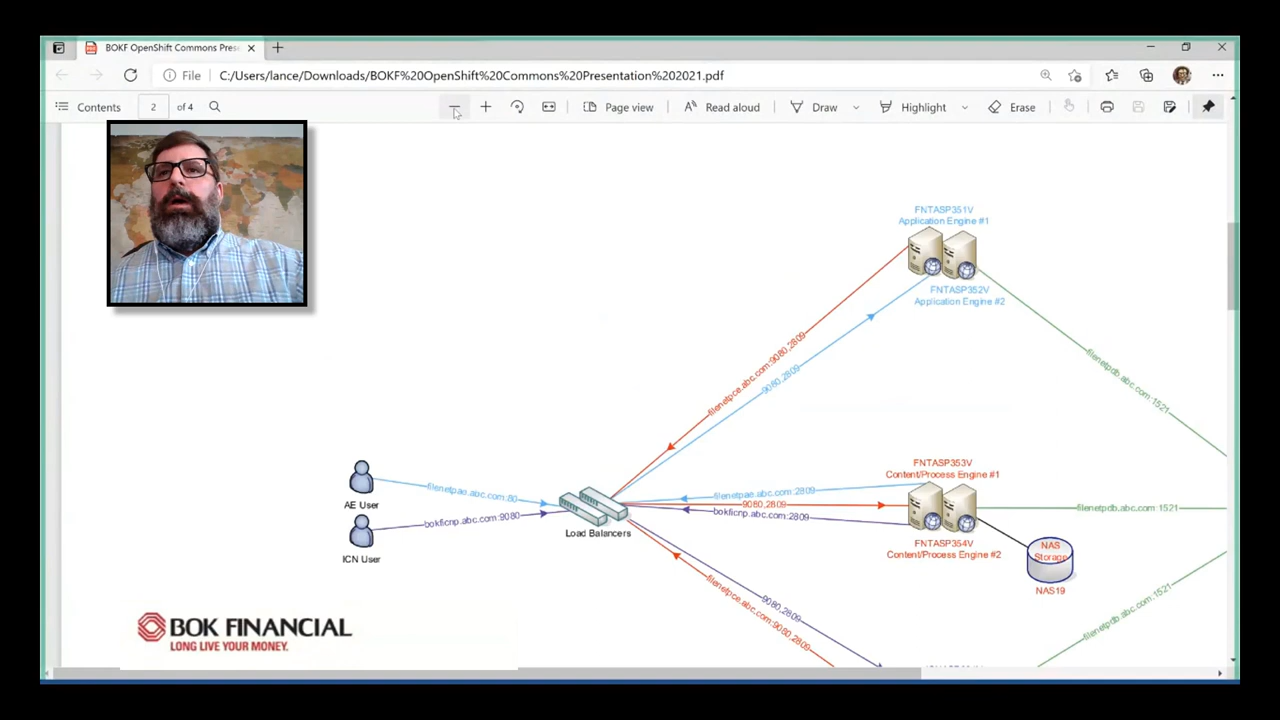 BOKF OpenShift Commons Pres
File C:/Users/lance/Downloads/BOKF%20OpenShift%20Commons%20Presentation%202021.pdf
Contents 2 of 4 Page view Read aloud Draw Highlight Erase
FNTASP351V
Application Engine #1
FNTASP352V
Application Engine #2
filenetpce.abc.com:9080,2809
9080,2809
filenetpdb.abc.com:1521
AE User
filenetpae.abc.com:80
ICN User
bokficnp.abc.com:9080
Load Balancers
filenetpae.abc.com:2809
9080,2809
bokficnp.abc.com:2809
FNTASP353V
Content/Process Engine #1
FNTASP354V
Content/Process Engine #2
filenetpdb.abc.com:1521
NAS
Storage
NAS19
9080,2809
filenetpce.abc.com:9080,2809
filenetpdb.abc.com:1521
BOK FINANCIAL
LONG LIVE YOUR MONEY.